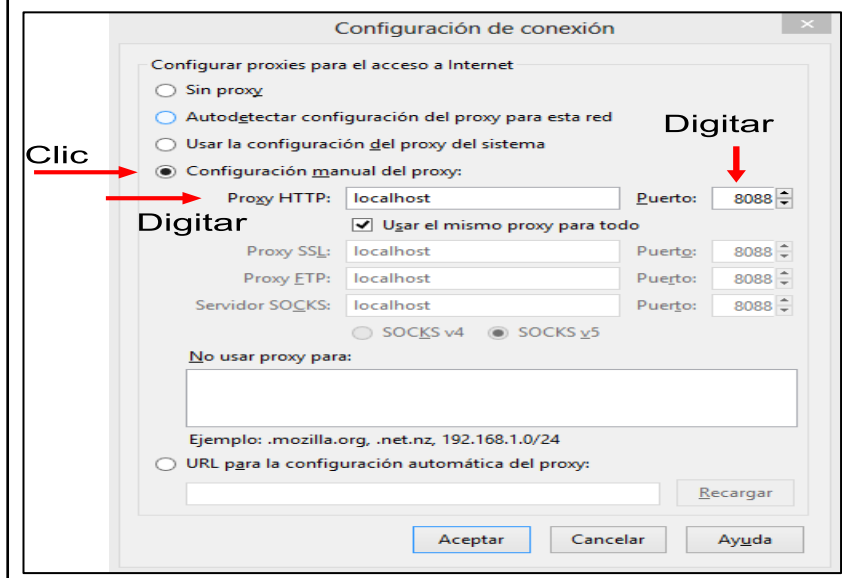 Configuración de conexión
Configurar proxies para el acceso a Internet
Sin proxy
Autodetectar configuración del proxy para esta red
Digitar
Usar la configuración del proxy del sistema
Clic
Configuración manual del proxy:
Proxy HTTP: localhost Puerto: 8088
Digitar
Usar el mismo proxy para todo
Proxy SSL: localhost Puerto: 8088
Proxy FTP: localhost Puerto: 8088
Servidor SOCKS: localhost Puerto: 8088
SOCKS v4 SOCKS v5
No usar proxy para:
Ejemplo: .mozilla.org, .net.nz, 192.168.1.0/24
URL para la configuración automática del proxy:
Recargar
Aceptar Cancelar Ayuda